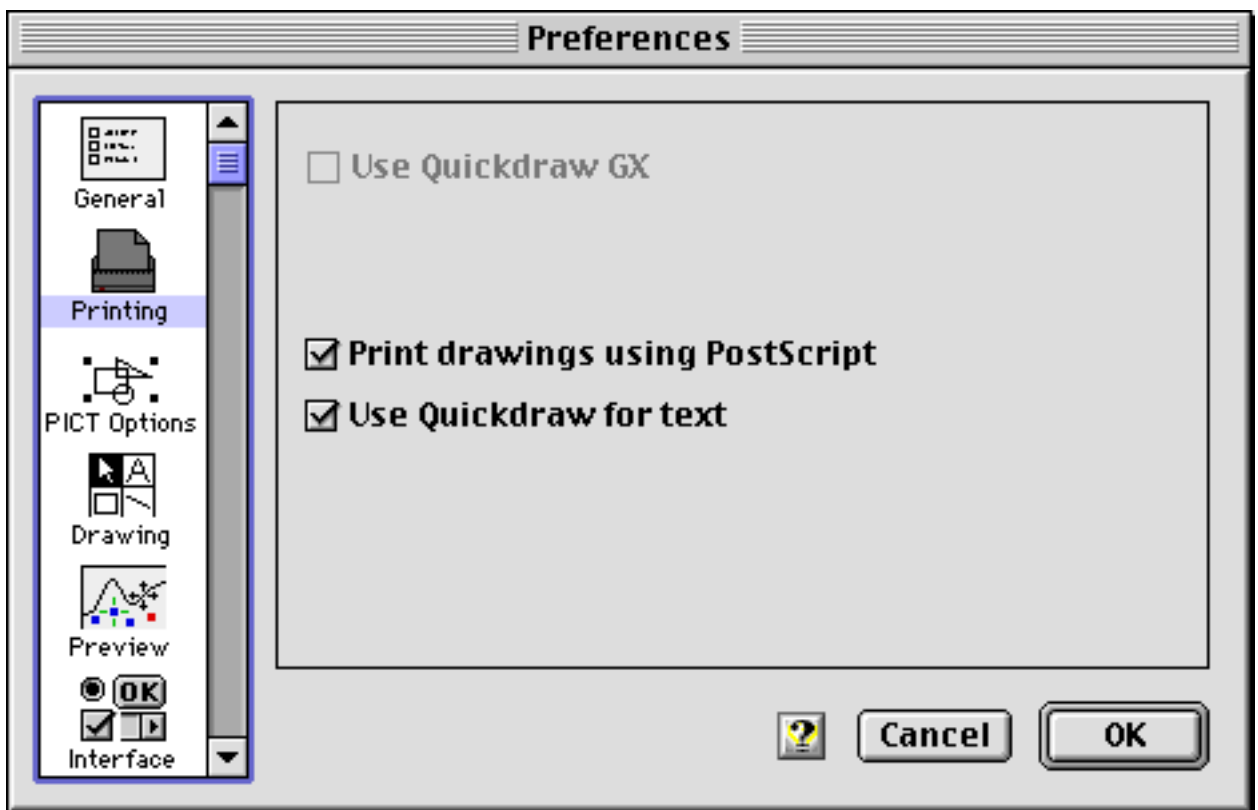 Preferences
General
Printing
PICT Options
Drawing
Preview
OK
Interface
Use Quickdraw GX
Print drawings using PostScript
Use Quickdraw for text
?
Cancel
OK